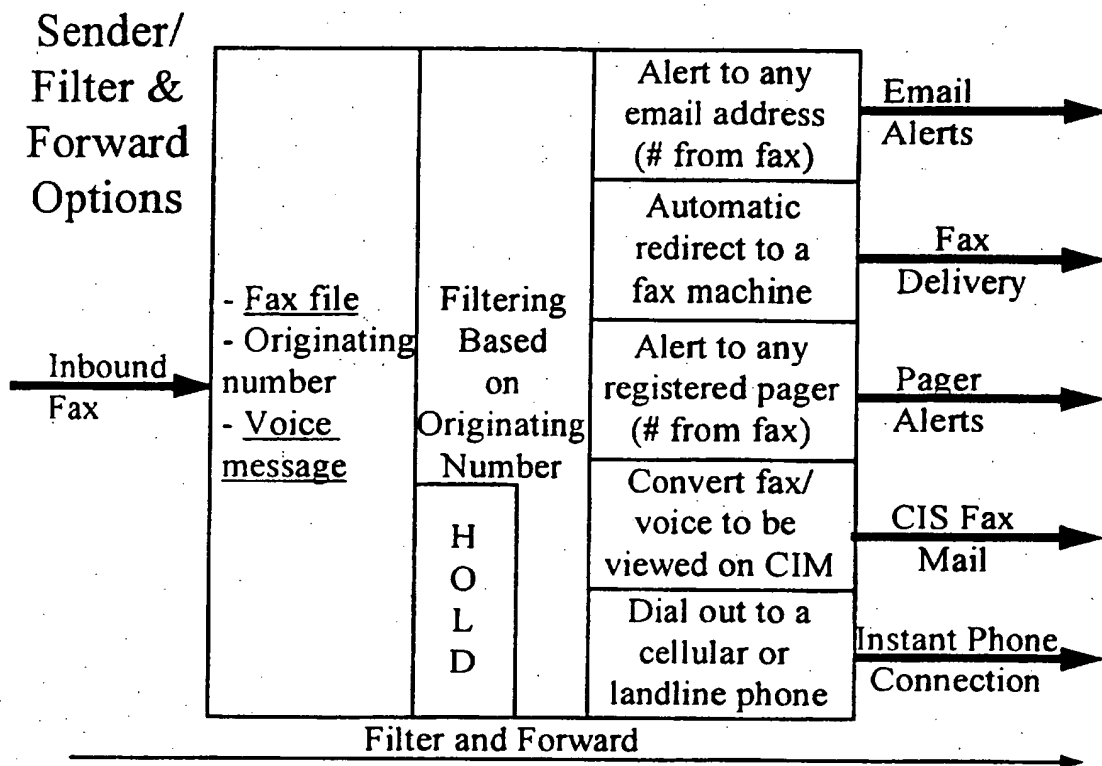 Sender/
Filter &
Forward
Options
Inbound
Fax
- Fax file
- Originating
number
- Voice
message
Filtering
Based
on
Originating
Number
H
O
L
D
Alert to any
email address
(# from fax)
Automatic
redirect to a
fax machine
Alert to any
registered pager
(# from fax)
Convert fax/
voice to be
viewed on CIM
Dial out to a
cellular or
landline phone
Email
Alerts
Fax
Delivery
Pager
Alerts
CIS Fax
Mail
Instant Phone
Connection
Filter and Forward